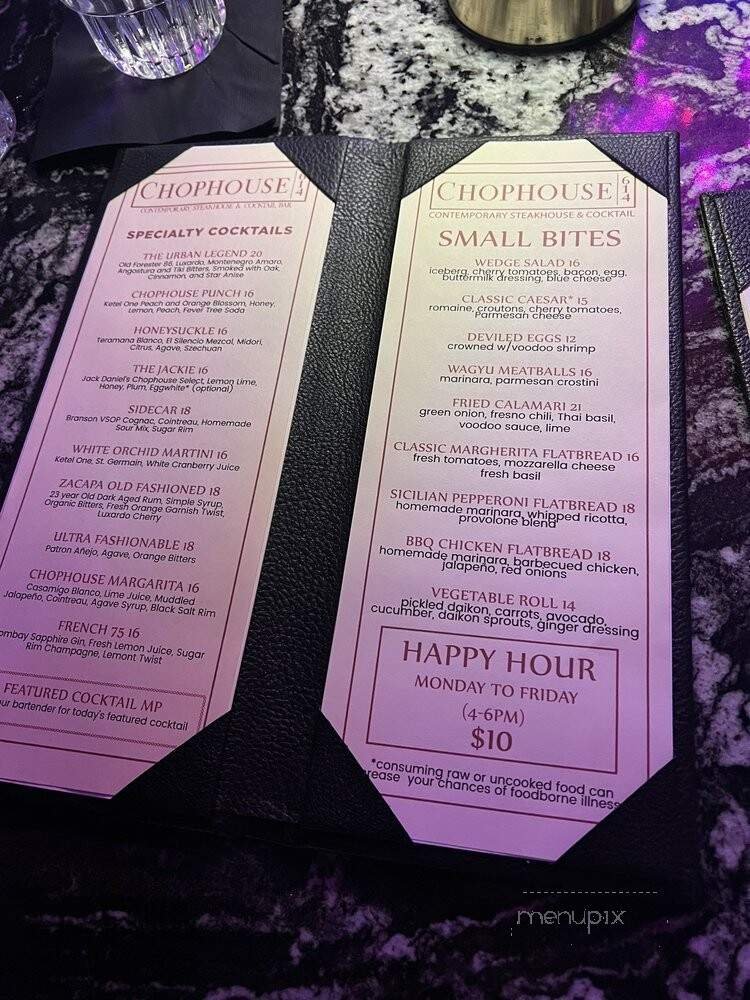 CHOPHOUSE 614
CONTEMPORARY STEAKHOUSE & COCKTAIL BAR
SPECIALTY COCKTAILS
THE URBAN LEGEND 20
Old Forester 86, Luxardo, Montenegro Amaro,
Angostura and Tiki Bitters, Smoked with Oak,
Cinnamon, and Star Anise
CHOPHOUSE PUNCH 16
Ketel One Peach and Orange Blossom, Honey,
Lemon, Peach, Fever Tree Soda
HONEYSUCKLE 16
Teramana Blanco, El Silencio Mezcal, Midori,
Citrus, Agave, Szechuan
THE JACKIE 16
Jack Daniel's Chophouse Select, Lemon Lime,
Honey, Plum, Eggwhite* (optional)
SIDECAR 18
Branson VSOP Cognac, Cointreau, Homemade
Sour Mix, Sugar Rim
WHITE ORCHID MARTINI 16
Ketel One, St. Germain, White Cranberry Juice
ZACAPA OLD FASHIONED 18
23 year Old Dark Aged Rum, Simple Syrup,
Organic Bitters, Fresh Orange Garnish Twist,
Luxardo Cherry
ULTRA FASHIONABLE 18
Patron Añejo, Agave, Orange Bitters
CHOPHOUSE MARGARITA 16
Casamigo Blanco, Lime Juice, Muddled
Jalapeño, Cointreau, Agave Syrup, Black Salt Rim
FRENCH 75 16
ombay Sapphire Gin, Fresh Lemon Juice, Sugar
Rim Champagne, Lemont Twist
FEATURED COCKTAIL MP
ur bartender for today's featured cocktail
CHOPHOUSE 614
CONTEMPORARY STEAKHOUSE & COCKTAIL
SMALL BITES
WEDGE SALAD 16
iceberg, cherry tomatoes, bacon, egg,
buttermilk dressing, blue cheese
CLASSIC CAESAR* 15
romaine, croutons, cherry tomatoes,
Parmesan cheese
DEVILED EGGS 12
crowned w/voodoo shrimp
WAGYU MEATBALLS 16
marinara, parmesan crostini
FRIED CALAMARI 21
green onion, fresno chili, Thai basil,
voodoo sauce, lime
CLASSIC MARGHERITA FLATBREAD 16
fresh tomatoes, mozzarella cheese
fresh basil
SICILIAN PEPPERONI FLATBREAD 18
homemade marinara, whipped ricotta,
provolone blend
BBQ CHICKEN FLATBREAD 18
homemade marinara, barbecued chicken,
jalapeño, red onions
VEGETABLE ROLL 14
pickled daikon, carrots, avocado,
cucumber, daikon sprouts, ginger dressing
HAPPY HOUR
MONDAY TO FRIDAY
(4-6PM)
$10
*consuming raw or uncooked food can
rease your chances of foodborne illness
menupix